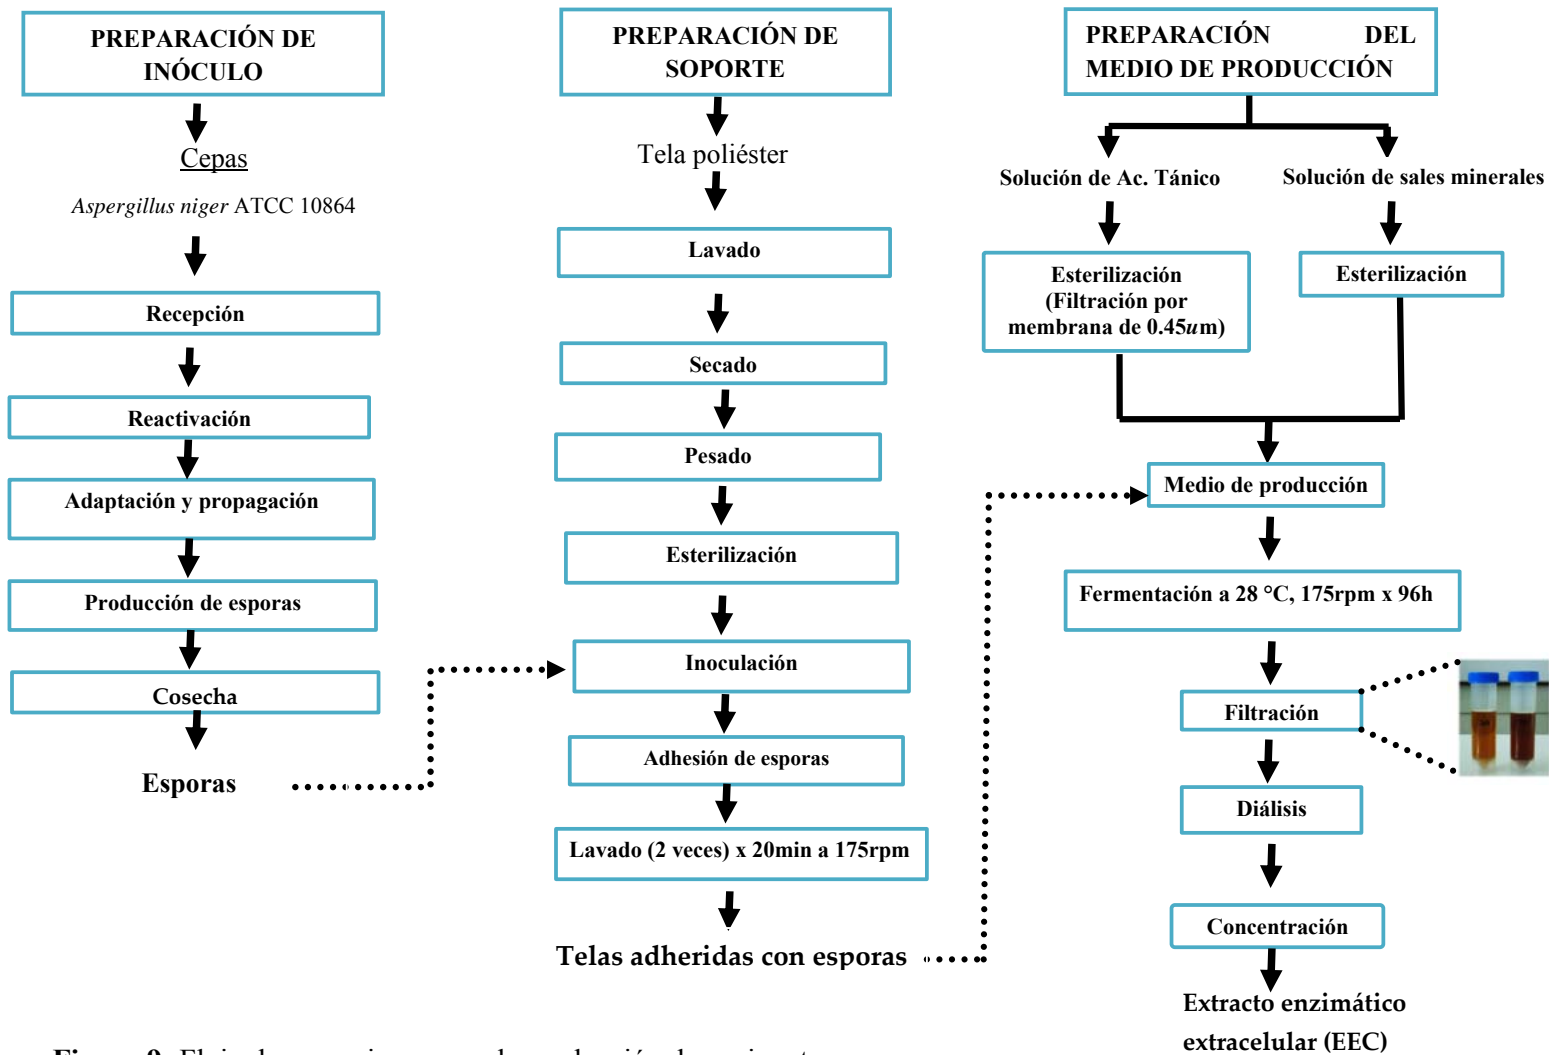 PREPARACIÓN DE
INÓCULO
Cepas
Aspergillus niger ATCC 10864
Recepción
Reactivación
Adaptación y propagación
Producción de esporas
Cosecha
Esporas
PREPARACIÓN DE
SOPORTE
Tela poliéster
Lavado
Secado
Pesado
Esterilización
Inoculación
Adhesión de esporas
Lavado (2 veces) x 20min a 175rpm
Telas adheridas con esporas
PREPARACIÓN DEL
MEDIO DE PRODUCCIÓN
Solución de Ac. Tánico
Solución de sales minerales
Esterilización
(Filtración por
membrana de 0.45um)
Esterilización
Medio de producción
Fermentación a 28 °C, 175rpm x 96h
Filtración
Diálisis
Concentración
Extracto enzimático
extracelular (EEC)